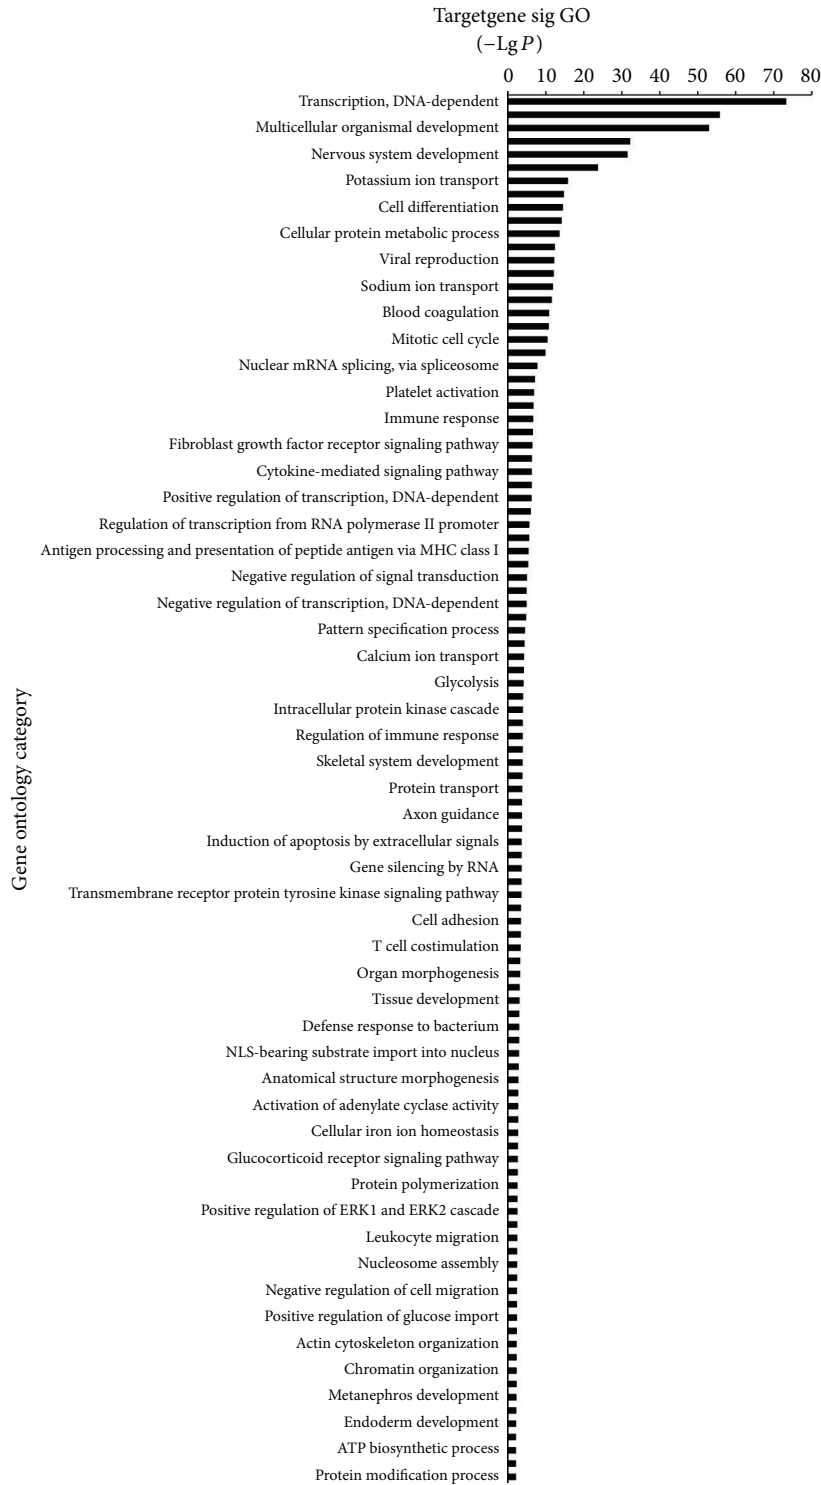 Targetgene sig GO
(−Lg P)
0 10 20 30 40 50 60 70 80
Transcription, DNA-dependent
Multicellular organismal development
Nervous system development
Potassium ion transport
Cell differentiation
Cellular protein metabolic process
Viral reproduction
Sodium ion transport
Blood coagulation
Mitotic cell cycle
Nuclear mRNA splicing, via spliceosome
Platelet activation
Immune response
Fibroblast growth factor receptor signaling pathway
Cytokine-mediated signaling pathway
Positive regulation of transcription, DNA-dependent
Regulation of transcription from RNA polymerase II promoter
Antigen processing and presentation of peptide antigen via MHC class I
Negative regulation of signal transduction
Negative regulation of transcription, DNA-dependent
Pattern specification process
Calcium ion transport
Glycolysis
Intracellular protein kinase cascade
Regulation of immune response
Skeletal system development
Protein transport
Axon guidance
Induction of apoptosis by extracellular signals
Gene silencing by RNA
Transmembrane receptor protein tyrosine kinase signaling pathway
Cell adhesion
T cell costimulation
Organ morphogenesis
Tissue development
Defense response to bacterium
NLS-bearing substrate import into nucleus
Anatomical structure morphogenesis
Activation of adenylate cyclase activity
Cellular iron ion homeostasis
Glucocorticoid receptor signaling pathway
Protein polymerization
Positive regulation of ERK1 and ERK2 cascade
Leukocyte migration
Nucleosome assembly
Negative regulation of cell migration
Positive regulation of glucose import
Actin cytoskeleton organization
Chromatin organization
Metanephros development
Endoderm development
ATP biosynthetic process
Protein modification process
Gene ontology category